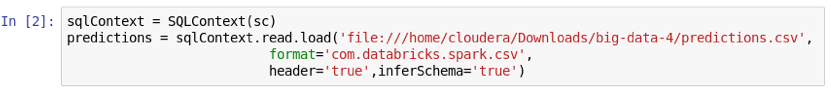 In [2]: sqlContext = SQLContext(sc)
predictions = sqlContext.read.load('file:///home/cloudera/Downloads/big-data-4/predictions.csv',
format='com.databricks.spark.csv',
header='true',inferSchema='true')